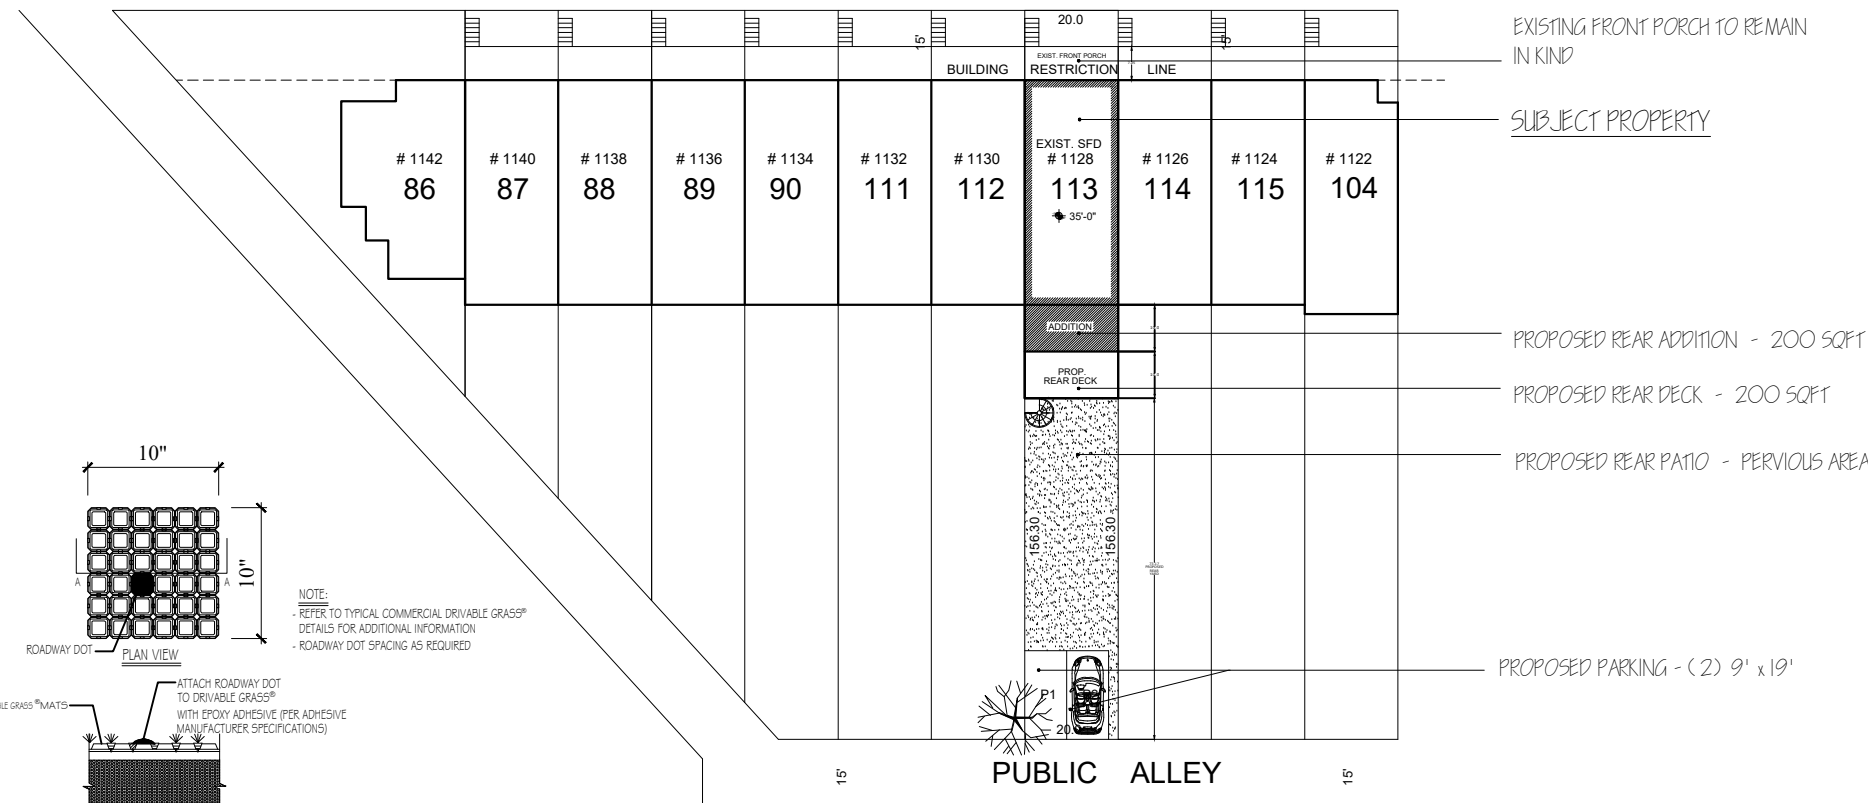 20.0
15'
15'
EXISTING FRONT PORCH TO REMAIN
IN KIND
EXIST. FRONT PORCH
BUILDING RESTRICTION LINE
SUBJECT PROPERTY
EXIST. SFD
# 1142
# 1140
# 1138
# 1136
# 1134
# 1132
# 1130
# 1128
# 1126
# 1124
# 1122
86
87
88
89
90
111
112
113
114
115
104
35'-0"
ADDITION
PROPOSED REAR ADDITION - 200 SQFT
PROP.
REAR DECK
PROPOSED REAR DECK - 200 SQFT
PROPOSED REAR PATIO - PERVIOUS AREA
156.30
156.30
10"
10"
A
A
ROADWAY DOT
PLAN VIEW
NOTE:
- REFER TO TYPICAL COMMERCIAL DRIVABLE GRASS®
DETAILS FOR ADDITIONAL INFORMATION
- ROADWAY DOT SPACING AS REQUIRED
PROPOSED PARKING - ( 2 ) 9' x 19'
P1
P2
ATTACH ROADWAY DOT
TO DRIVABLE GRASS®
WITH EPOXY ADHESIVE (PER ADHESIVE
MANUFACTURER SPECIFICATIONS)
GRASS ® MATS
PUBLIC ALLEY
15'
15'